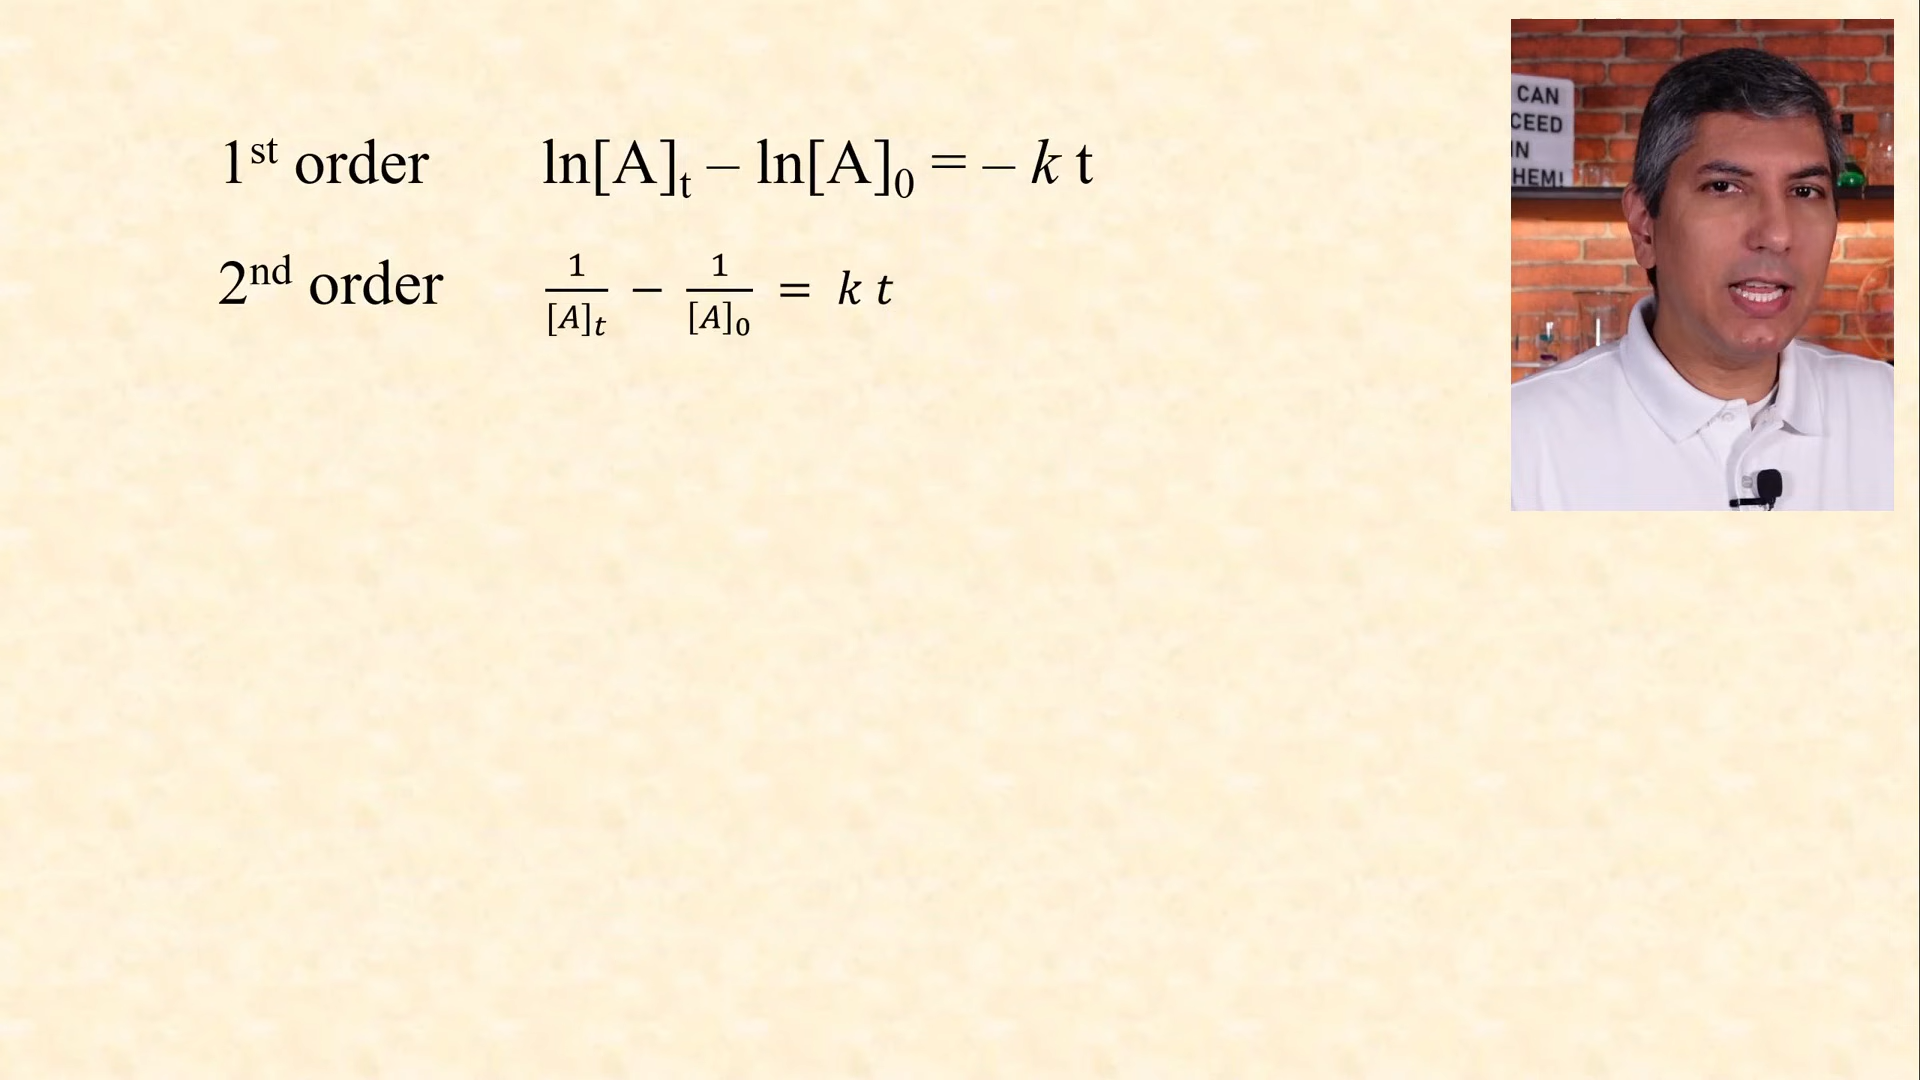 1st order ln[A]t – ln[A]0 = – k t
2nd order 1/[A]t − 1/[A]0 = k t
CAN
CEED
IN
HEM!